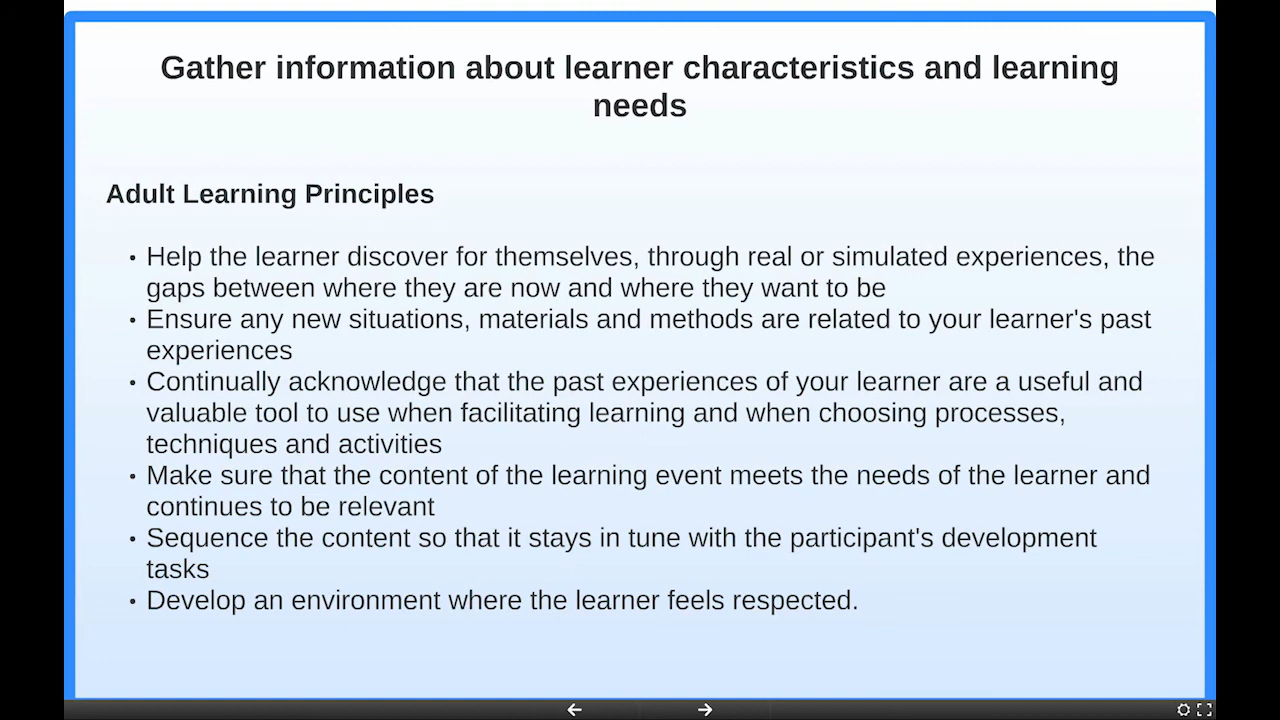 Gather information about learner characteristics and learning
needs
Adult Learning Principles
• Help the learner discover for themselves, through real or simulated experiences, the
gaps between where they are now and where they want to be
• Ensure any new situations, materials and methods are related to your learner's past
experiences
• Continually acknowledge that the past experiences of your learner are a useful and
valuable tool to use when facilitating learning and when choosing processes,
techniques and activities
• Make sure that the content of the learning event meets the needs of the learner and
continues to be relevant
• Sequence the content so that it stays in tune with the participant's development
tasks
• Develop an environment where the learner feels respected.